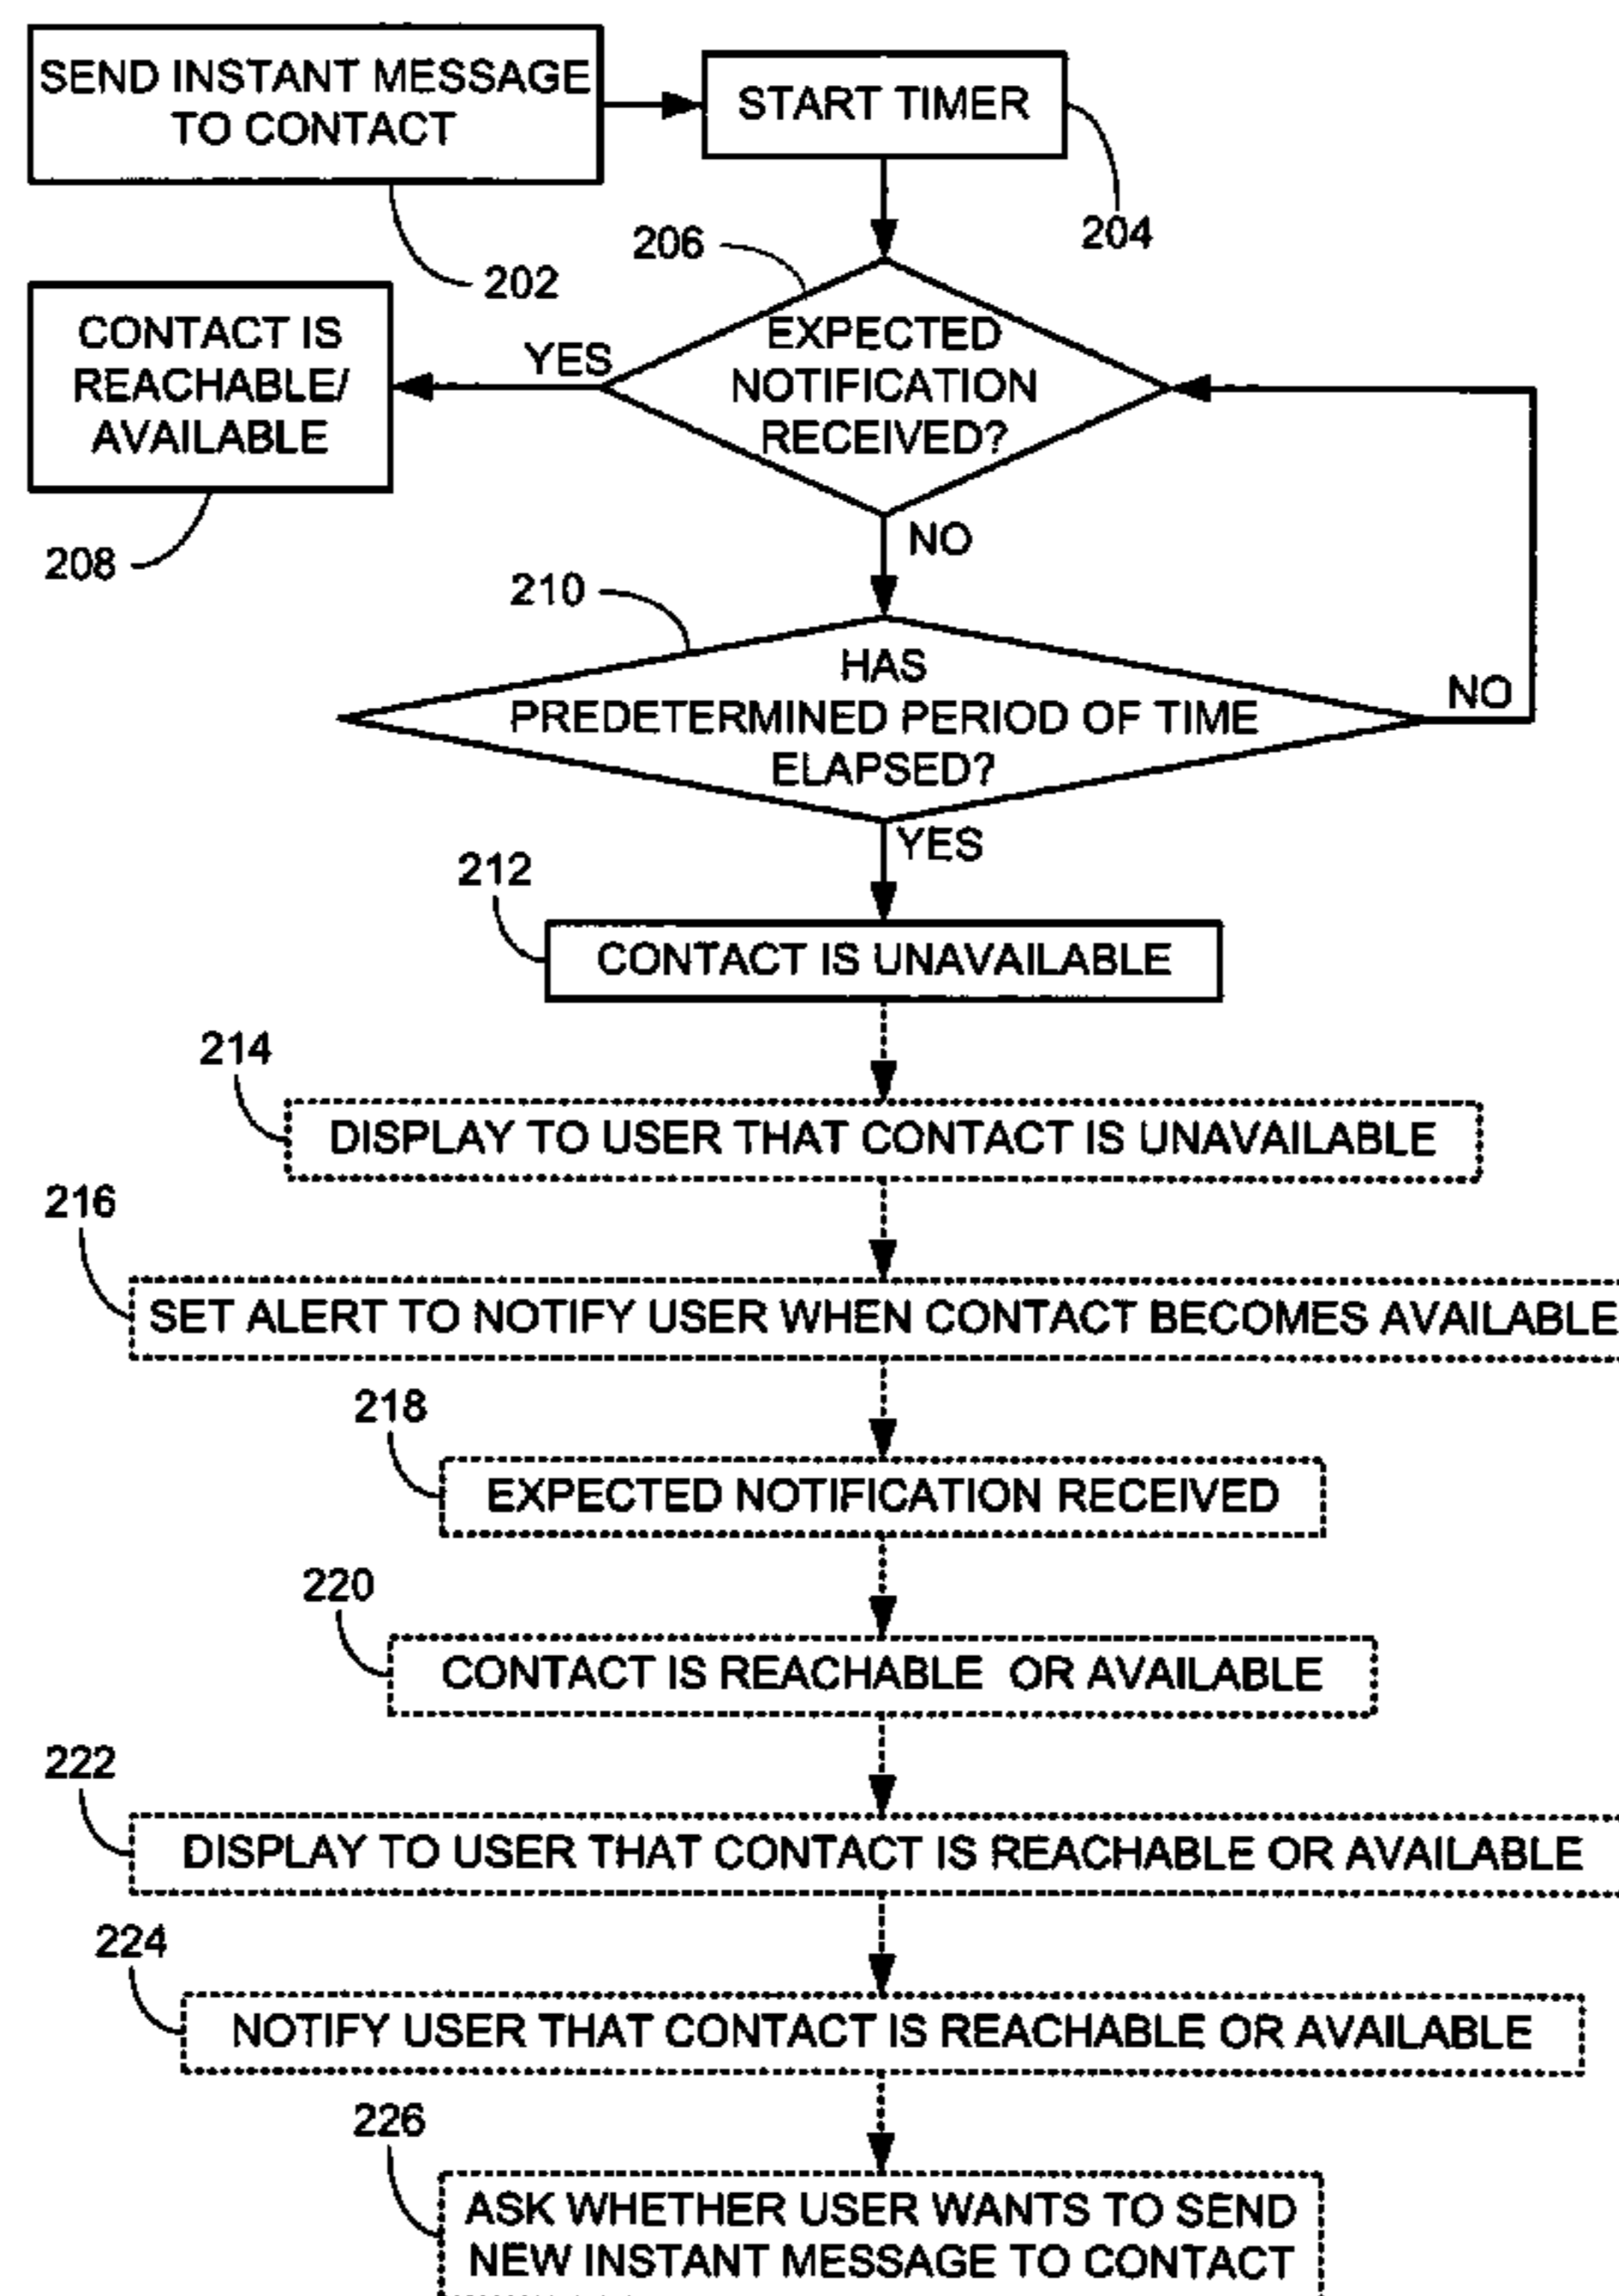 SEND INSTANT MESSAGE
TO CONTACT
START TIMER
204
202
206
EXPECTED
NOTIFICATION
RECEIVED?
YES
CONTACT IS
REACHABLE/
AVAILABLE
208
NO
210
HAS
PREDETERMINED PERIOD OF TIME
ELAPSED?
NO
YES
212
CONTACT IS UNAVAILABLE
214
DISPLAY TO USER THAT CONTACT IS UNAVAILABLE
216
SET ALERT TO NOTIFY USER WHEN CONTACT BECOMES AVAILABLE
218
EXPECTED NOTIFICATION RECEIVED
220
CONTACT IS REACHABLE OR AVAILABLE
222
DISPLAY TO USER THAT CONTACT IS REACHABLE OR AVAILABLE
224
NOTIFY USER THAT CONTACT IS REACHABLE OR AVAILABLE
226
ASK WHETHER USER WANTS TO SEND
NEW INSTANT MESSAGE TO CONTACT